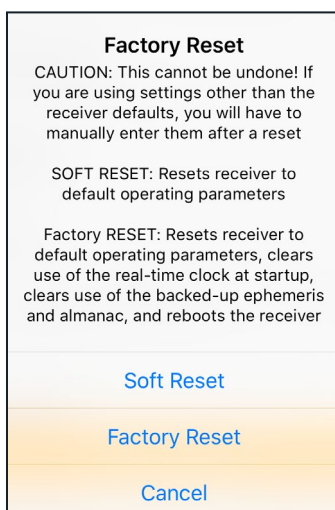 Factory Reset
CAUTION: This cannot be undone! If
you are using settings other than the
receiver defaults, you will have to
manually enter them after a reset
SOFT RESET: Resets receiver to
default operating parameters
Factory RESET: Resets receiver to
default operating parameters, clears
use of the real-time clock at startup,
clears use of the backed-up ephemeris
and almanac, and reboots the receiver
Soft Reset
Factory Reset
Cancel